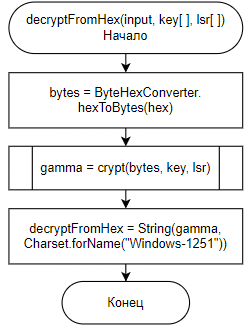 decryptFromHex(input, key[ ], lsr[ ])
Начало
bytes = ByteHexConverter.
hexToBytes(hex)
gamma = crypt(bytes, key, lsr)
decryptFromHex = String(gamma,
Charset.forName("Windows-1251"))
Конец